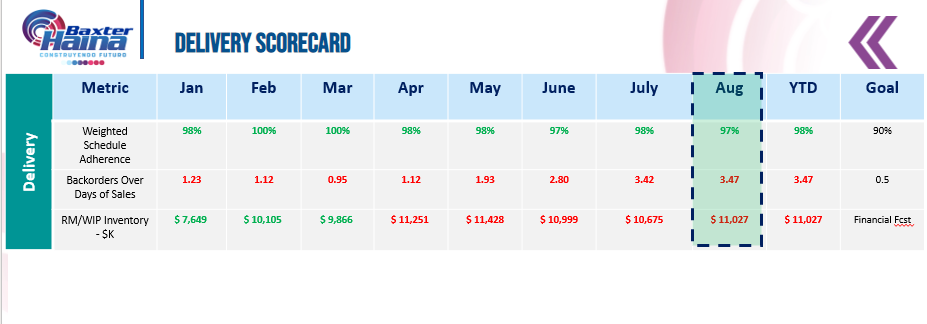 Baxter
Haina
CONSTRUYENDO FUTURO
DELIVERY SCORECARD
Delivery
Metric Jan Feb Mar Apr May June July Aug YTD Goal
Weighted Schedule Adherence 98% 100% 100% 98% 98% 97% 98% 97% 98% 90%
Backorders Over Days of Sales 1.23 1.12 0.95 1.12 1.93 2.80 3.42 3.47 3.47 0.5
RM/WIP Inventory - $K $ 7,649 $ 10,105 $ 9,866 $ 11,251 $ 11,428 $ 10,999 $ 10,675 $ 11,027 $ 11,027 Financial Fcst